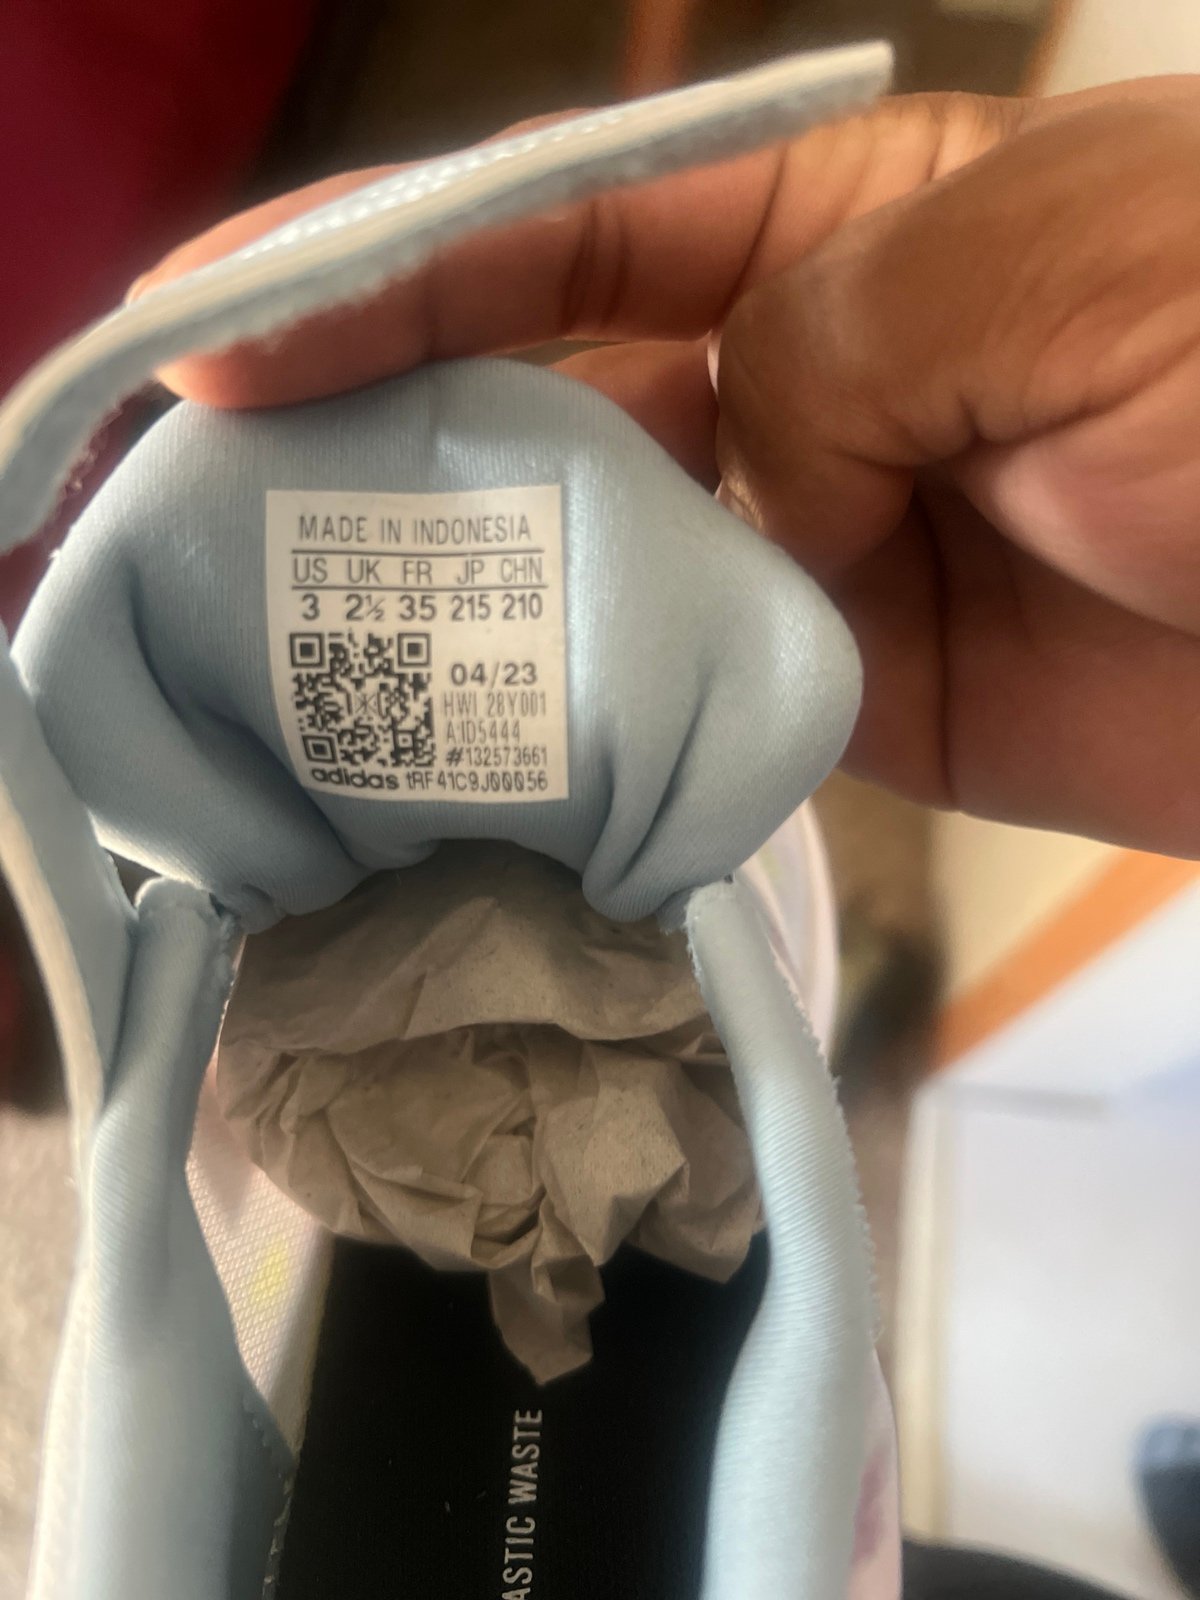 MADE IN INDONESIA
US UK FR JP CHN
3 2½ 35 215 210
04/23
HWI 28Y001
A:ID5444
#132573661
adidas tRF41C9J00056
ASTIC WASTE